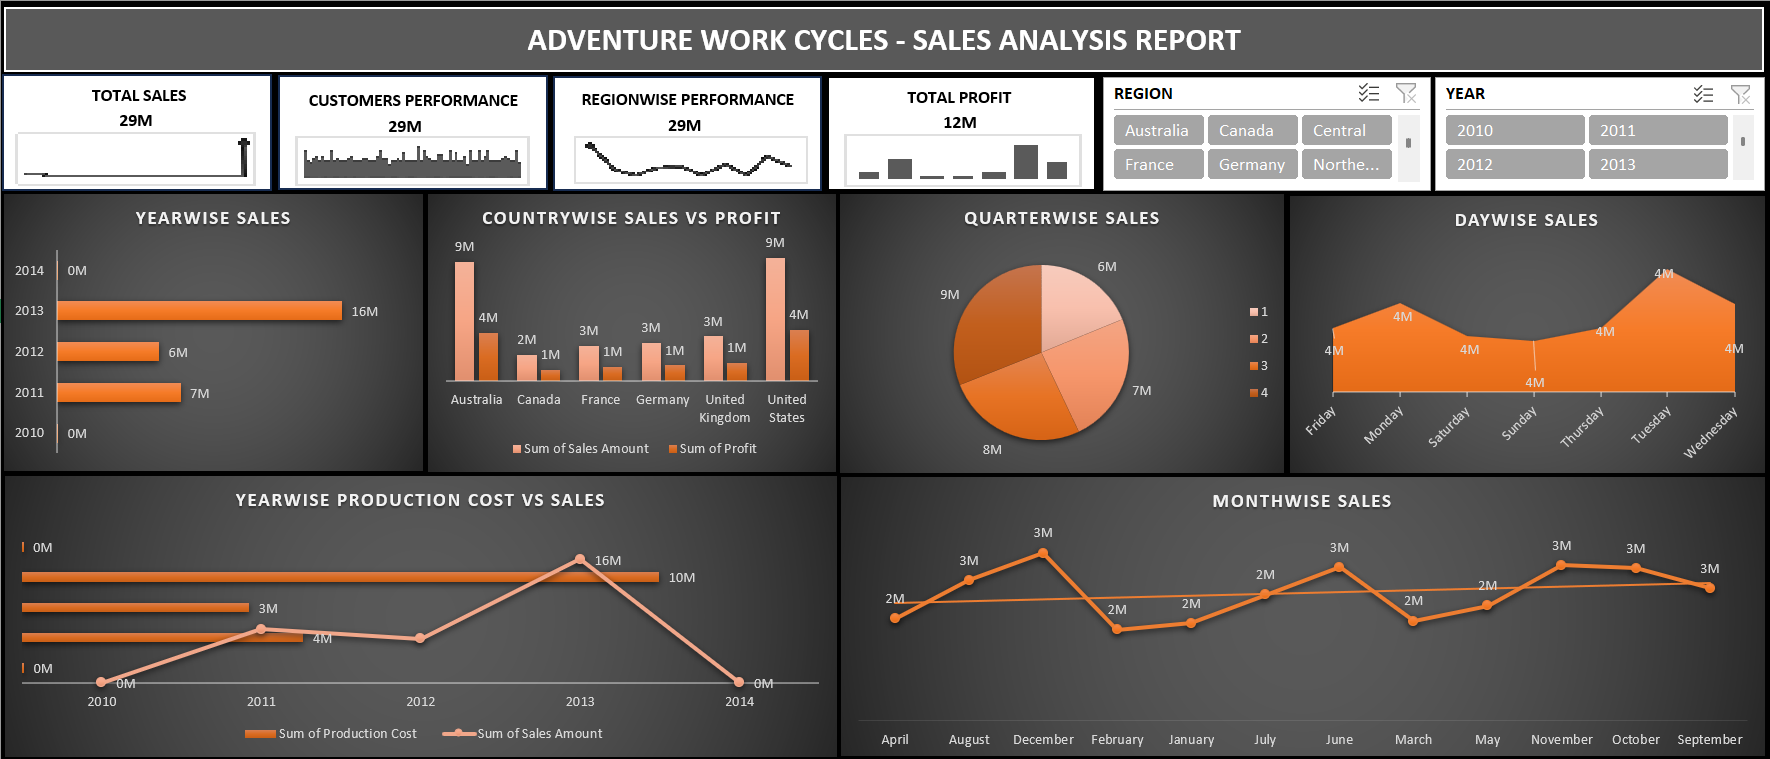 ADVENTURE WORK CYCLES - SALES ANALYSIS REPORT
TOTAL SALES
29M
CUSTOMERS PERFORMANCE
29M
REGIONWISE PERFORMANCE
29M
TOTAL PROFIT
12M
REGION
Australia
Canada
Central
France
Germany
Northe...
YEAR
2010
2011
2012
2013
YEARWISE SALES
2014
0M
2013
16M
2012
6M
2011
7M
2010
0M
COUNTRYWISE SALES VS PROFIT
9M
4M
2M
1M
3M
1M
3M
1M
3M
1M
9M
4M
Australia
Canada
France
Germany
United
Kingdom
United
States
Sum of Sales Amount
Sum of Profit
QUARTERWISE SALES
6M
9M
7M
8M
1
2
3
4
DAYWISE SALES
4M
4M
4M
4M
4M
4M
4M
Friday
Monday
Saturday
Sunday
Thursday
Tuesday
Wednesday
YEARWISE PRODUCTION COST VS SALES
0M
16M
10M
3M
4M
0M
0M
0M
2010
2011
2012
2013
2014
Sum of Production Cost
Sum of Sales Amount
MONTHWISE SALES
2M
3M
3M
2M
2M
2M
3M
2M
2M
3M
3M
3M
April
August
December
February
January
July
June
March
May
November
October
September